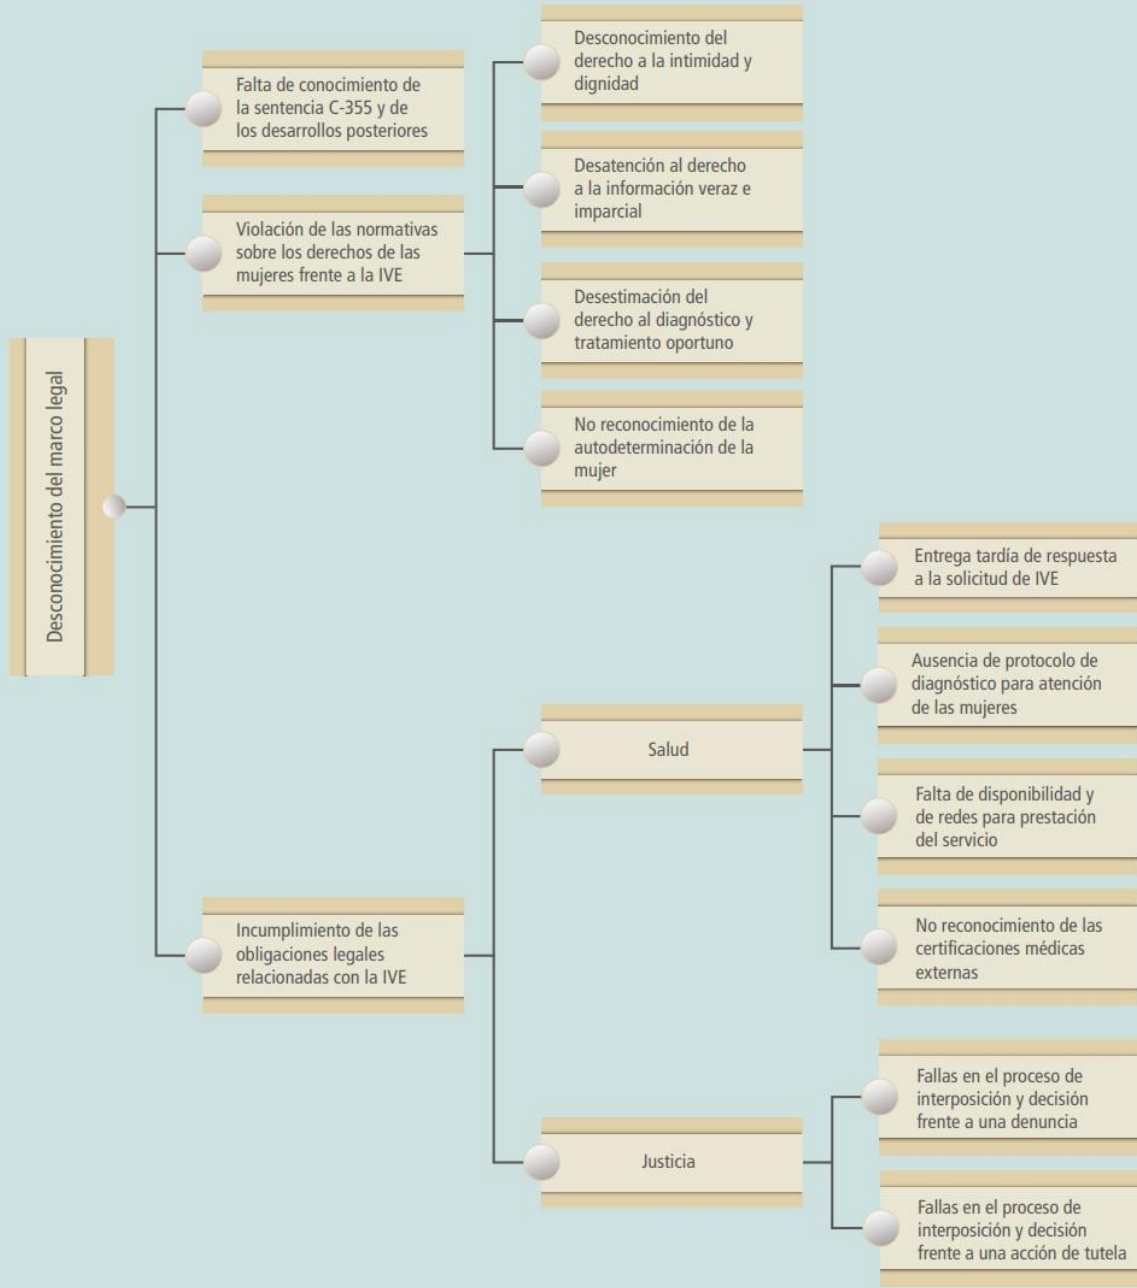 Desconocimiento del marco legal
Falta de conocimiento de
la sentencia C-355 y de
los desarrollos posteriores
Violación de las normativas
sobre los derechos de las
mujeres frente a la IVE
Desconocimiento del
derecho a la intimidad y
dignidad
Desatención al derecho
a la información veraz e
imparcial
Desestimación del
derecho al diagnóstico y
tratamiento oportuno
No reconocimiento de la
autodeterminación de la
mujer
Incumplimiento de las
obligaciones legales
relacionadas con la IVE
Salud
Entrega tardía de respuesta
a la solicitud de IVE
Ausencia de protocolo de
diagnóstico para atención
de las mujeres
Falta de disponibilidad y
de redes para prestación
del servicio
No reconocimiento de las
certificaciones médicas
externas
Justicia
Fallas en el proceso de
interposición y decisión
frente a una denuncia
Fallas en el proceso de
interposición y decisión
frente a una acción de tutela